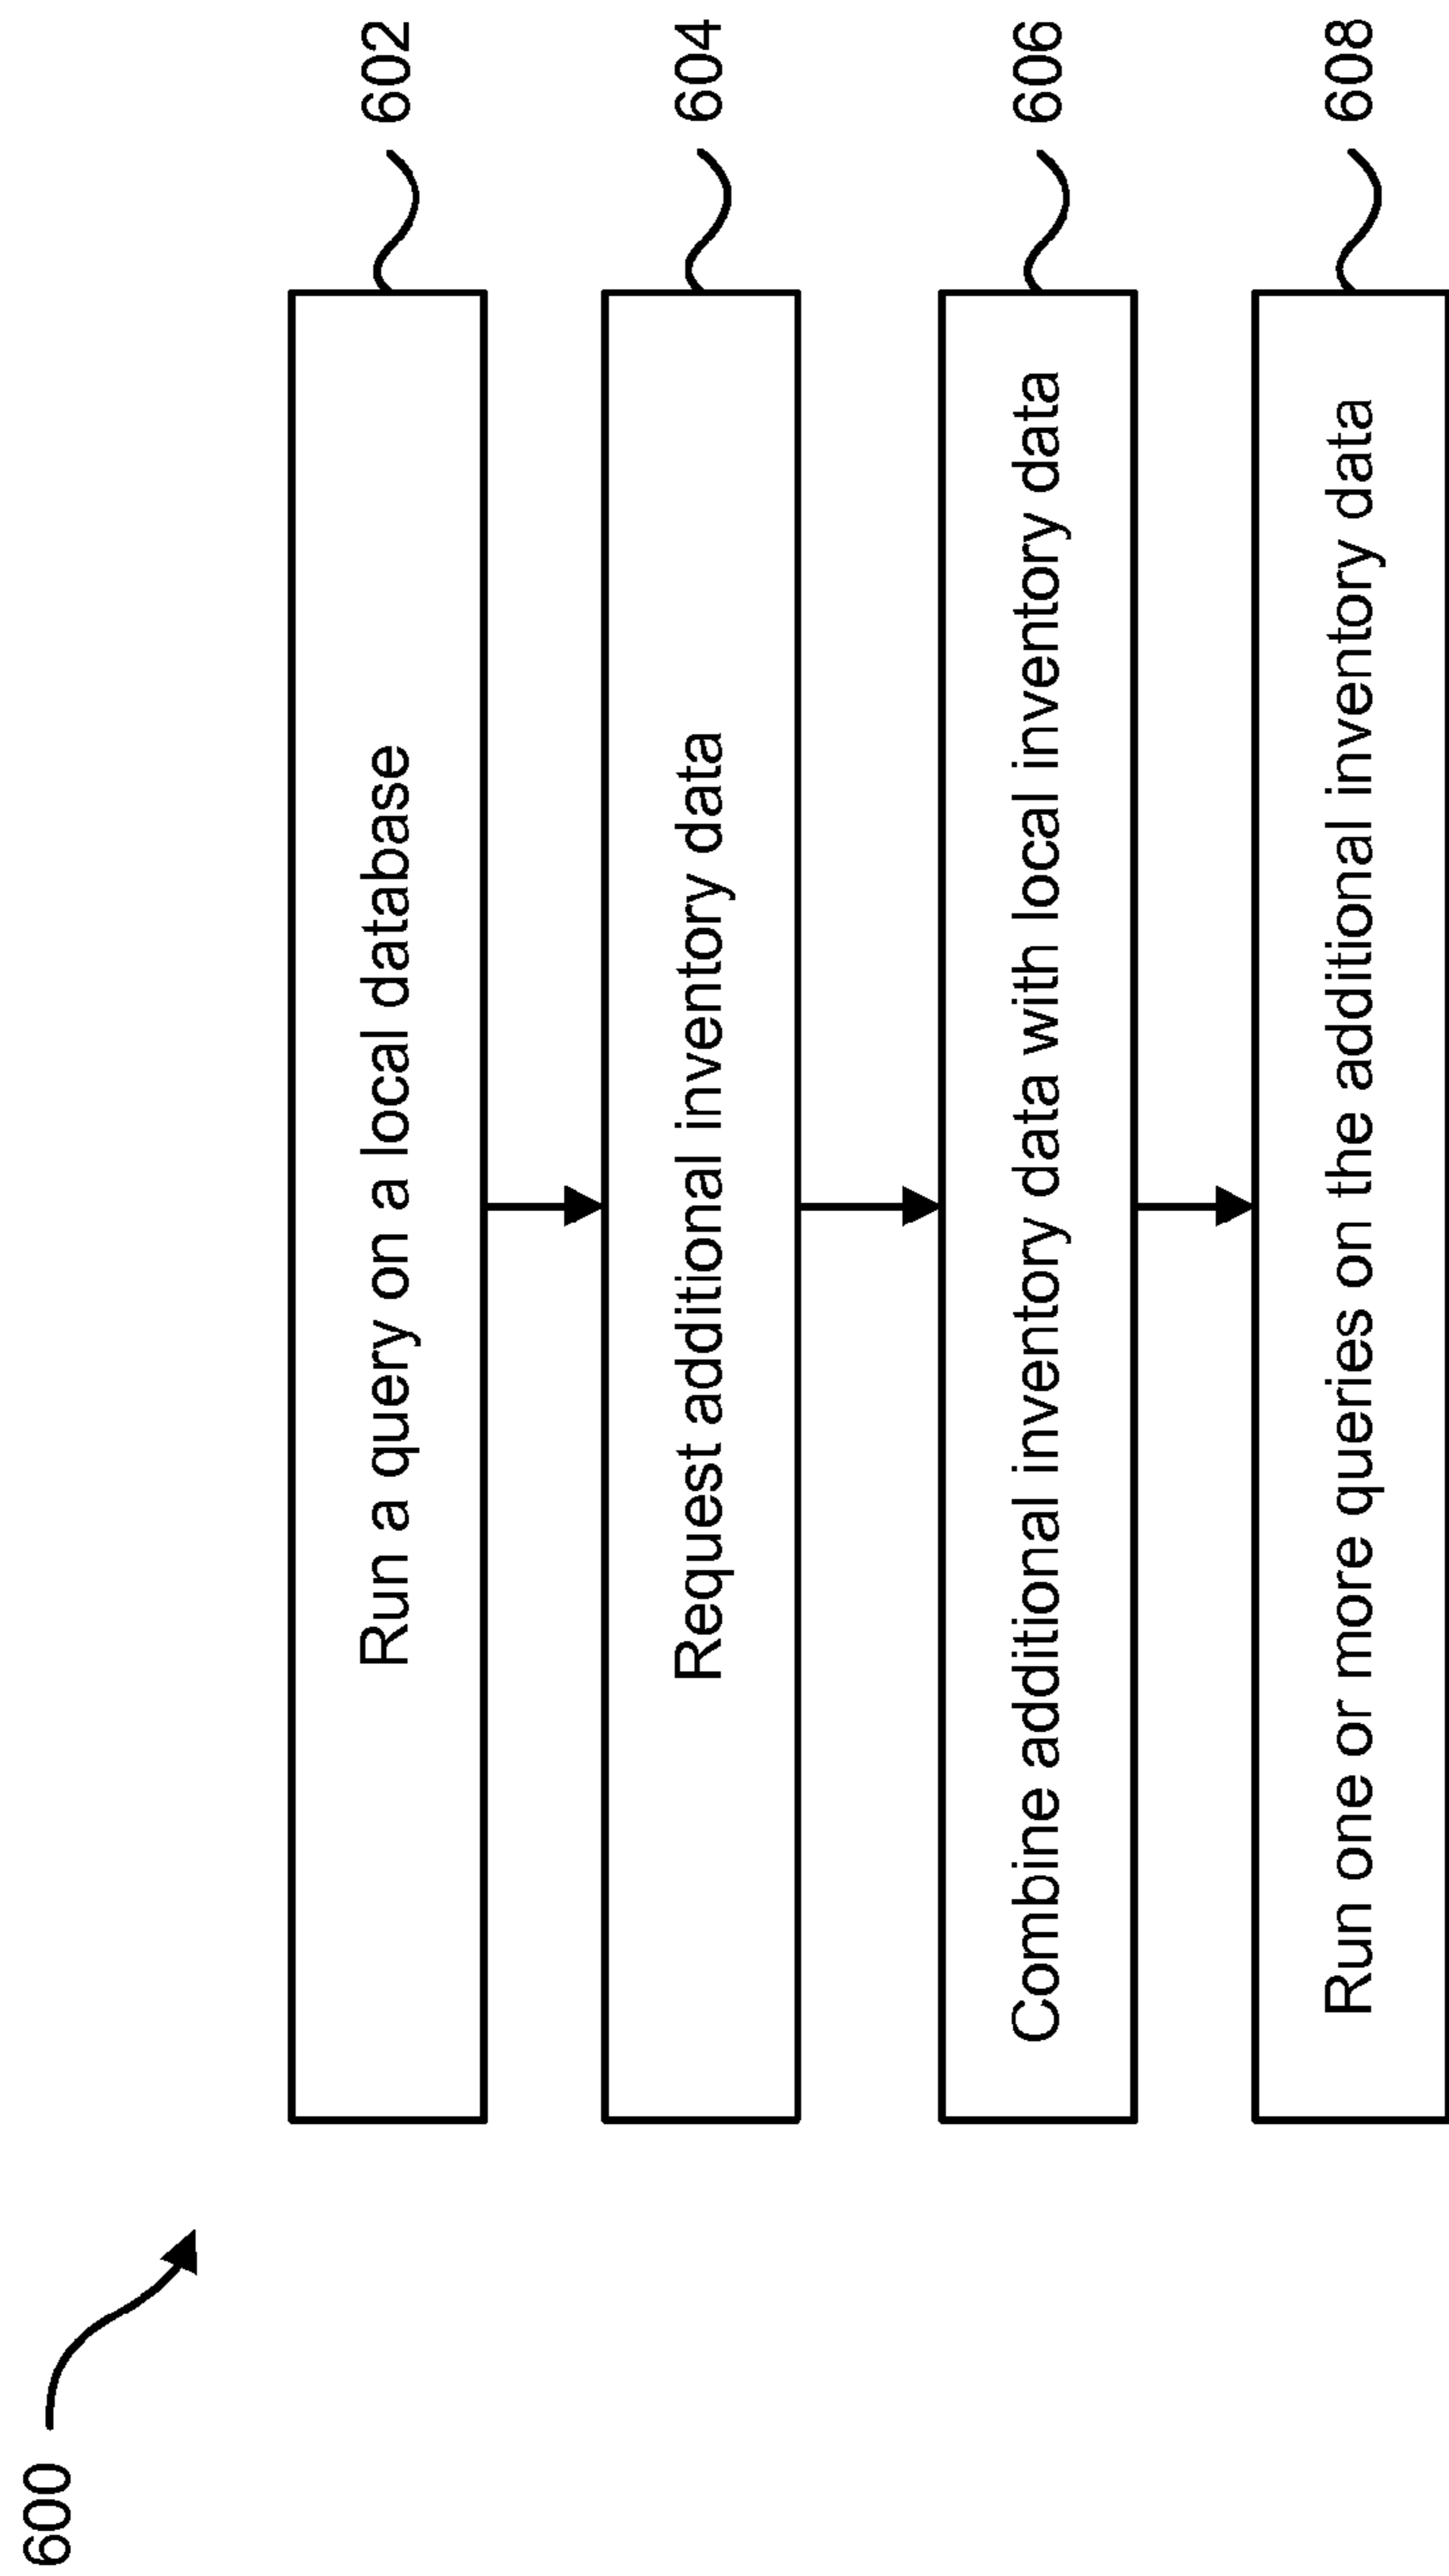 600
Run a query on a local database
602
Request additional inventory data
604
Combine additional inventory data with local inventory data
606
Run one or more queries on the additional inventory data
608